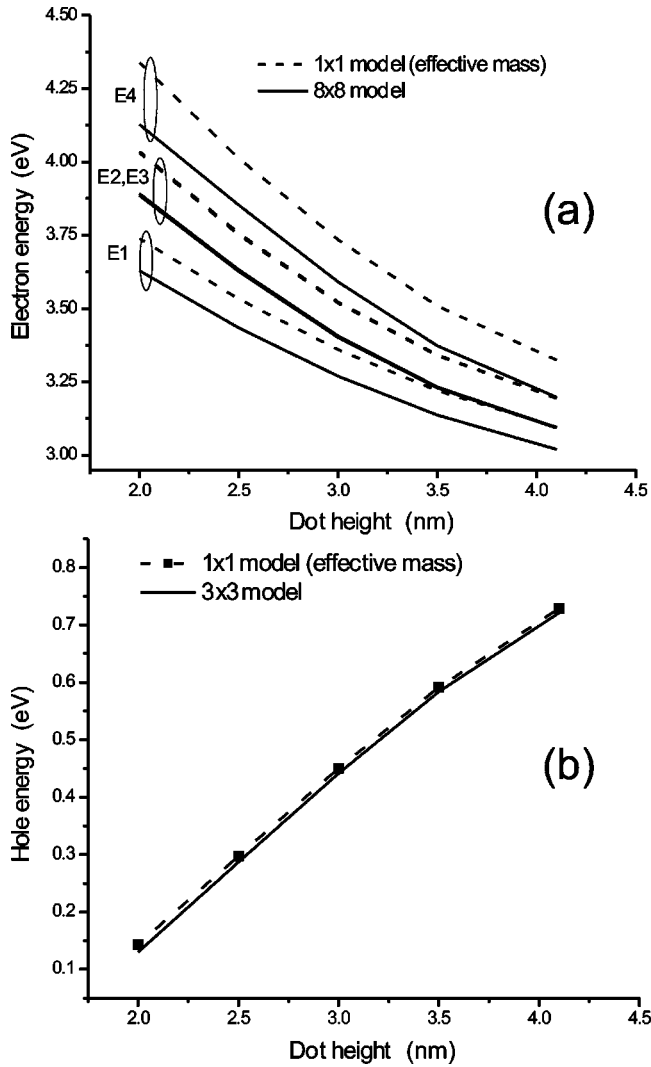 4.50
4.25
4.00
3.75
3.50
3.25
3.00
Electron energy (eV)
1x1 model (effective mass)
8x8 model
E4
E2,E3
E1
(a)
2.0 2.5 3.0 3.5 4.0 4.5
Dot height (nm)
0.8
0.7
0.6
0.5
0.4
0.3
0.2
0.1
Hole energy (eV)
1x1 model (effective mass)
3x3 model
(b)
2.0 2.5 3.0 3.5 4.0 4.5
Dot height (nm)